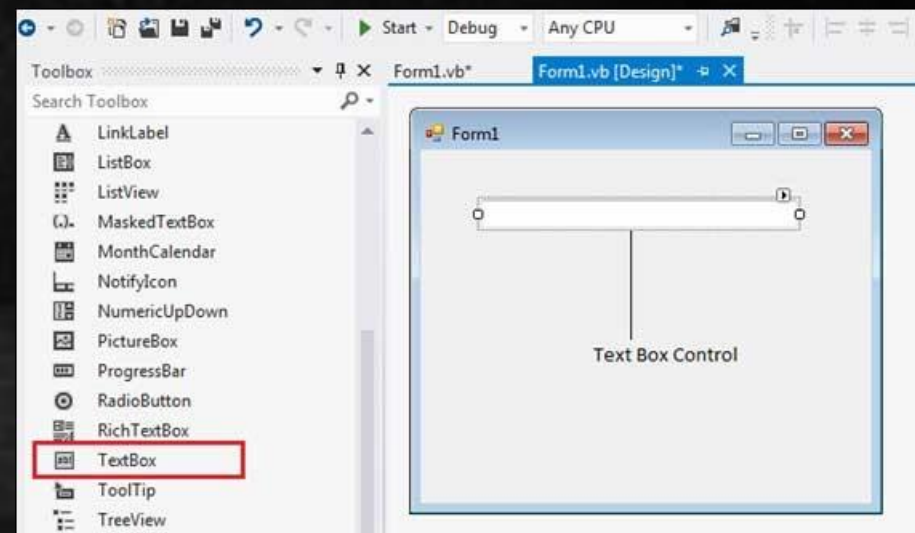 Start Debug Any CPU
Toolbox
Form1.vb* Form1.vb [Design]*
Search Toolbox
LinkLabel
ListBox
ListView
MaskedTextBox
MonthCalendar
NotifyIcon
NumericUpDown
PictureBox
ProgressBar
RadioButton
RichTextBox
TextBox
ToolTip
TreeView
Form1
Text Box Control